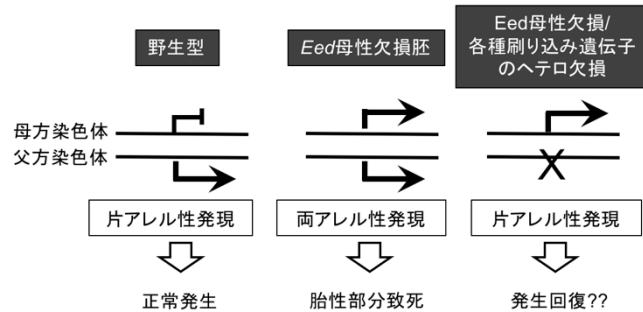 野生型
Eed母性欠損胚
Eed母性欠損/
各種刷り込み遺伝子
のヘテロ欠損
母方染色体
父方染色体
片アレル性発現
両アレル性発現
片アレル性発現
正常発生
胎性部分致死
発生回復??